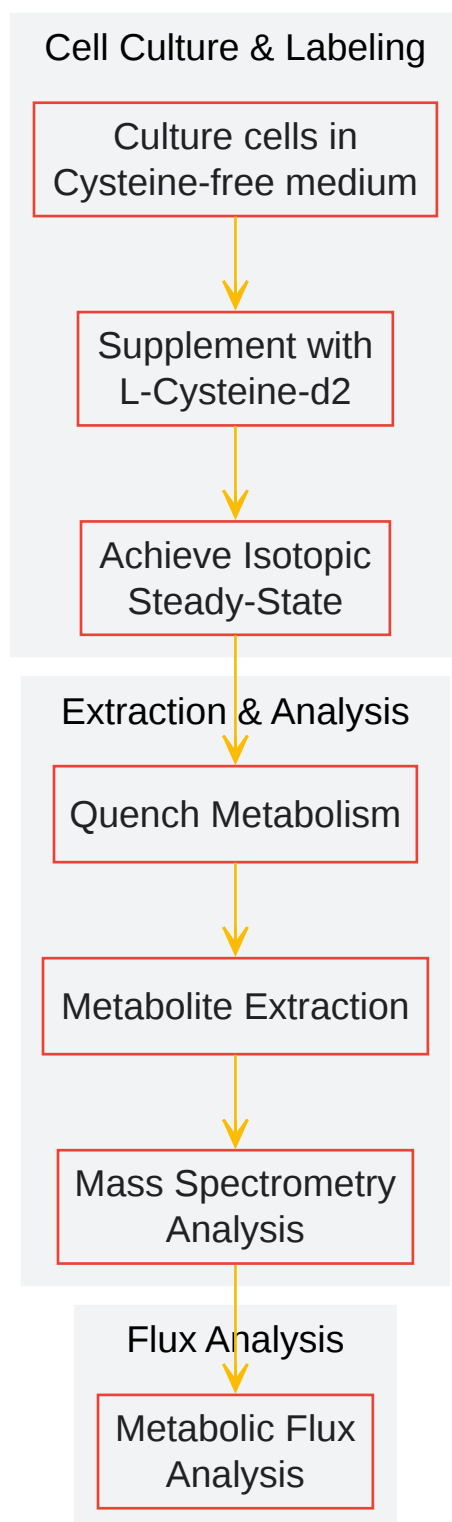 Cell Culture & Labeling
Culture cells in
Cysteine-free medium
Supplement with
L-Cysteine-d2
Achieve Isotopic
Steady-State
Extraction & Analysis
Quench Metabolism
Metabolite Extraction
Mass Spectrometry
Analysis
Flux Analysis
Metabolic Flux
Analysis